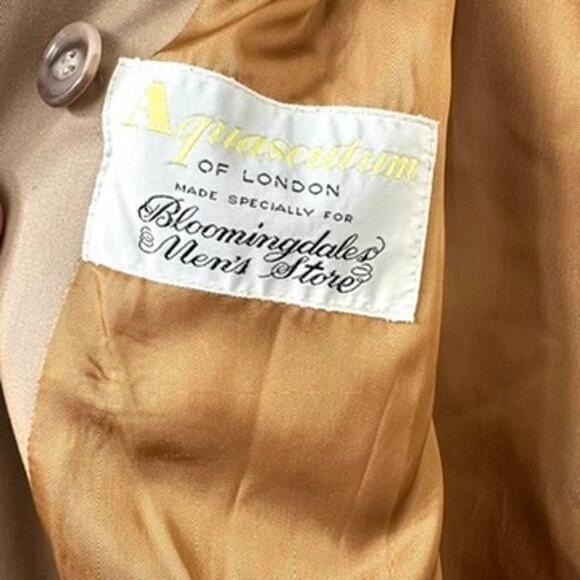 Aquascutum
OF LONDON
MADE SPECIALLY FOR
Bloomingdales
Men's Store